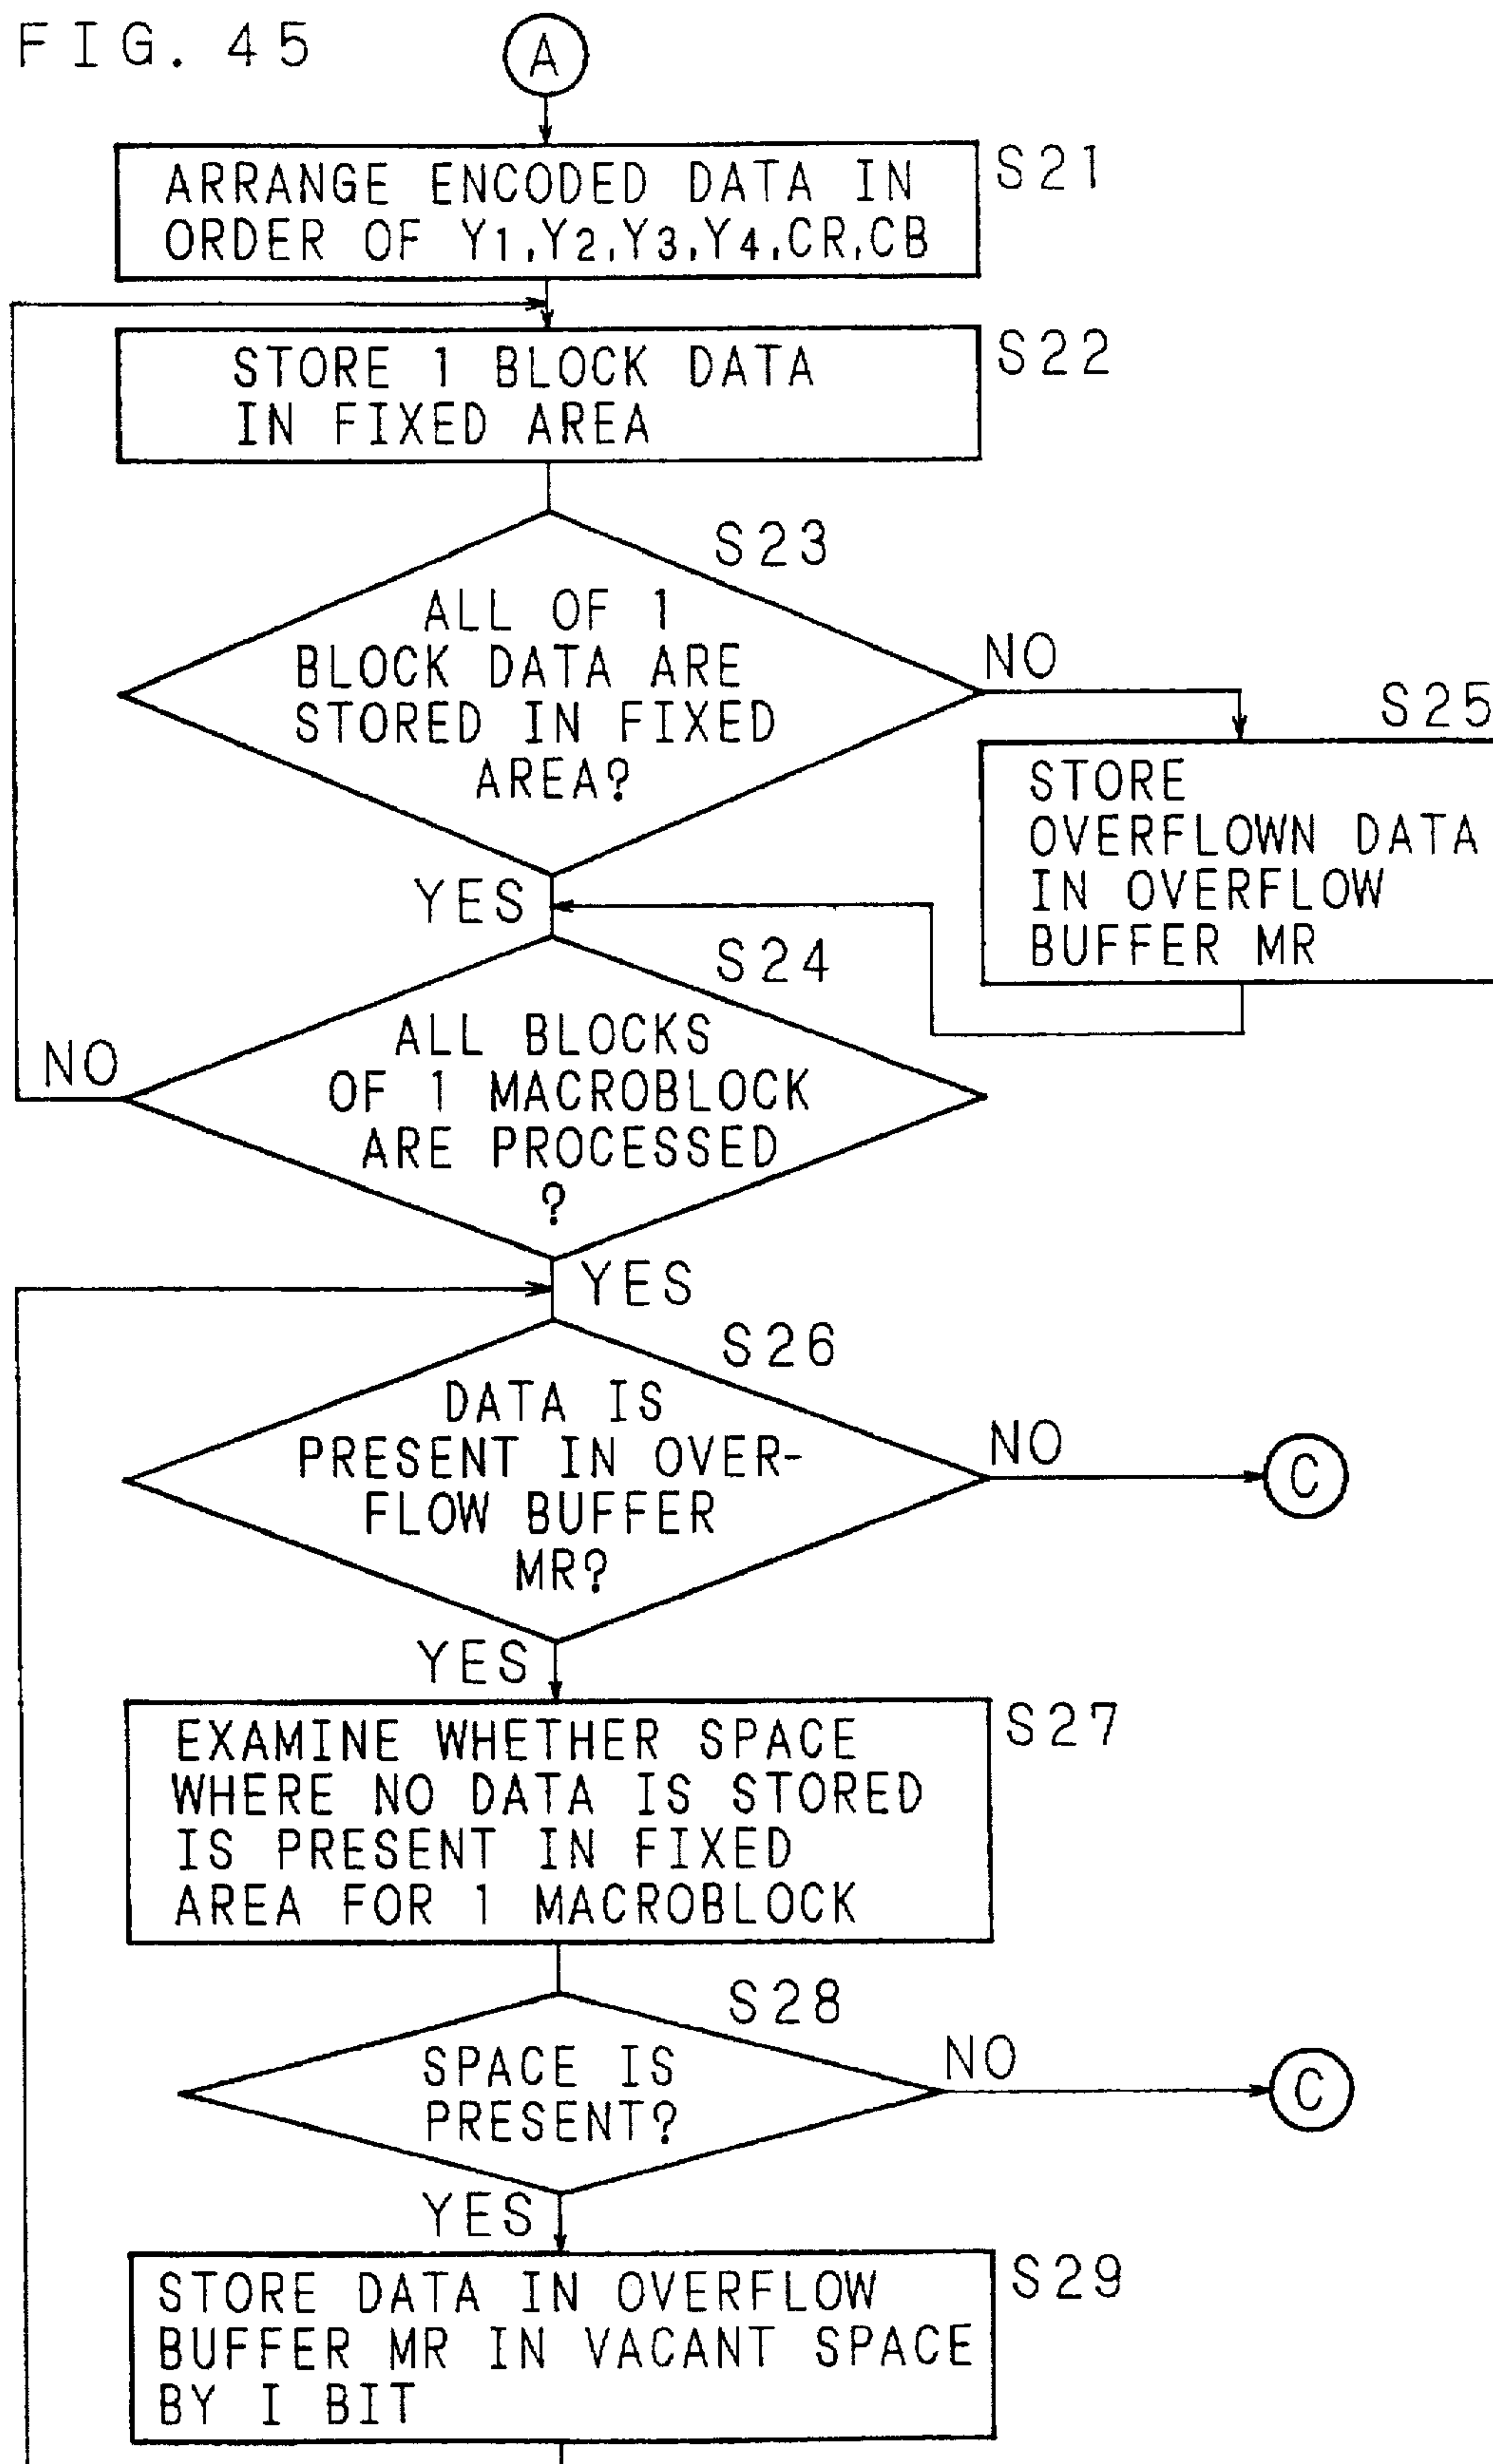 FIG. 45
A
ARRANGE ENCODED DATA IN
ORDER OF Y1,Y2,Y3,Y4,CR,CB
S21
STORE 1 BLOCK DATA
IN FIXED AREA
S22
S23
ALL OF 1
BLOCK DATA ARE
STORED IN FIXED
AREA?
NO
YES
S25
STORE
OVERFLOWN DATA
IN OVERFLOW
BUFFER MR
S24
ALL BLOCKS
OF 1 MACROBLOCK
ARE PROCESSED
?
NO
YES
S26
DATA IS
PRESENT IN OVER-
FLOW BUFFER
MR?
NO
C
YES
S27
EXAMINE WHETHER SPACE
WHERE NO DATA IS STORED
IS PRESENT IN FIXED
AREA FOR 1 MACROBLOCK
S28
SPACE IS
PRESENT?
NO
C
YES
S29
STORE DATA IN OVERFLOW
BUFFER MR IN VACANT SPACE
BY I BIT